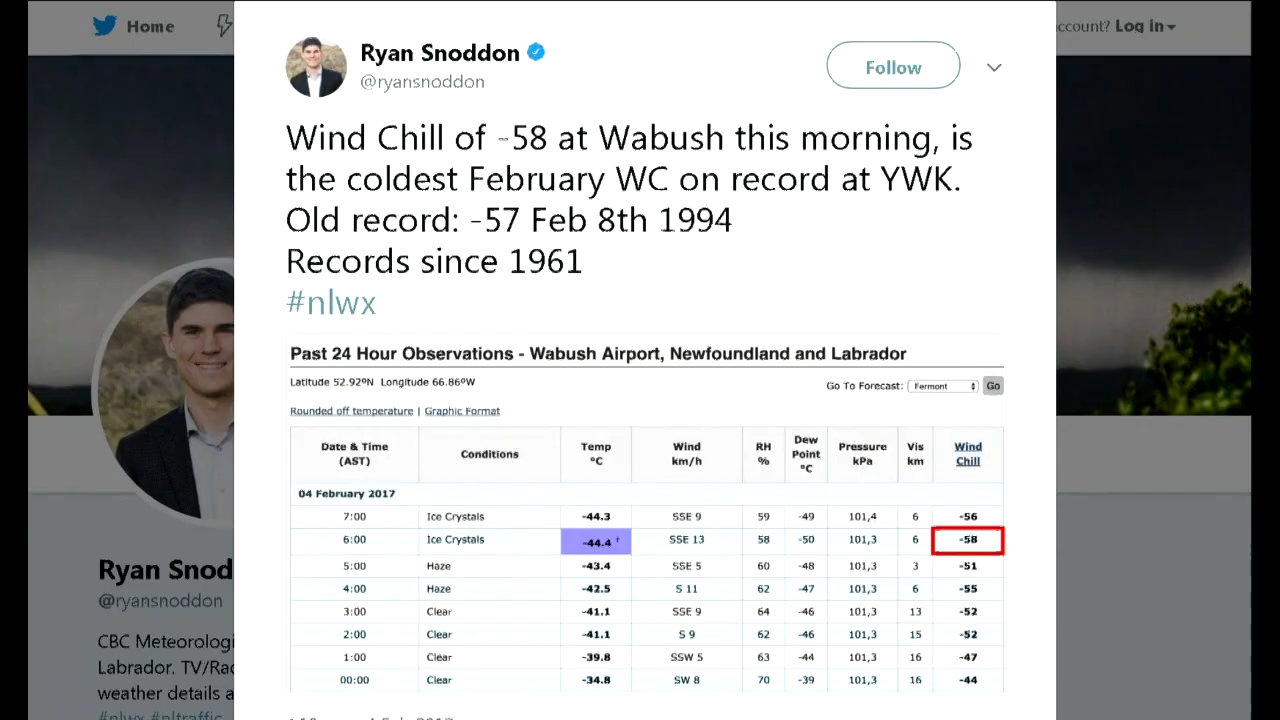 Home
account? Log in
Ryan Snoddon
@ryansnoddon
Follow
Wind Chill of -58 at Wabush this morning, is
the coldest February WC on record at YWK.
Old record: -57 Feb 8th 1994
Records since 1961
#nlwx
Past 24 Hour Observations - Wabush Airport, Newfoundland and Labrador
Latitude 52.92ºN Longitude 66.86ºW
Go To Forecast: Fermont Go
Rounded off temperature | Graphic Format
Date & Time (AST) Conditions Temp °C Wind km/h RH % Dew Point °C Pressure kPa Vis km Wind Chill
04 February 2017
7:00 Ice Crystals -44.3 SSE 9 59 -49 101,4 6 -56
6:00 Ice Crystals -44.4 † SSE 13 58 -50 101,3 6 -58
5:00 Haze -43.4 SSE 5 60 -48 101,3 3 -51
4:00 Haze -42.5 S 11 62 -47 101,3 6 -55
3:00 Clear -41.1 SSE 9 64 -46 101,3 13 -52
2:00 Clear -41.1 S 9 62 -46 101,3 15 -52
1:00 Clear -39.8 SSW 5 63 -44 101,3 16 -47
00:00 Clear -34.8 SW 8 70 -39 101,3 16 -44
Ryan Snodd
@ryansnoddon
CBC Meteorologi
Labrador. TV/Rad
weather details a
#nlwx #nltraffic